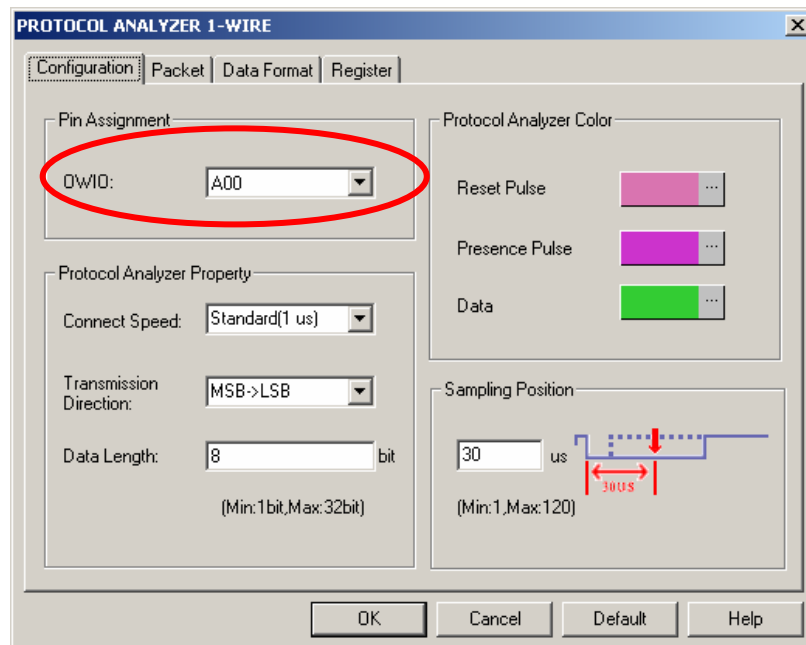 PROTOCOL ANALYZER 1-WIRE
Configuration Packet Data Format Register
Pin Assignment
OWIO: A00
Protocol Analyzer Property
Connect Speed: Standard(1 us)
Transmission
Direction: MSB->LSB
Data Length: 8 bit
(Min:1bit,Max:32bit)
Protocol Analyzer Color
Reset Pulse ...
Presence Pulse ...
Data ...
Sampling Position
30 us
30US
(Min:1,Max:120)
OK Cancel Default Help